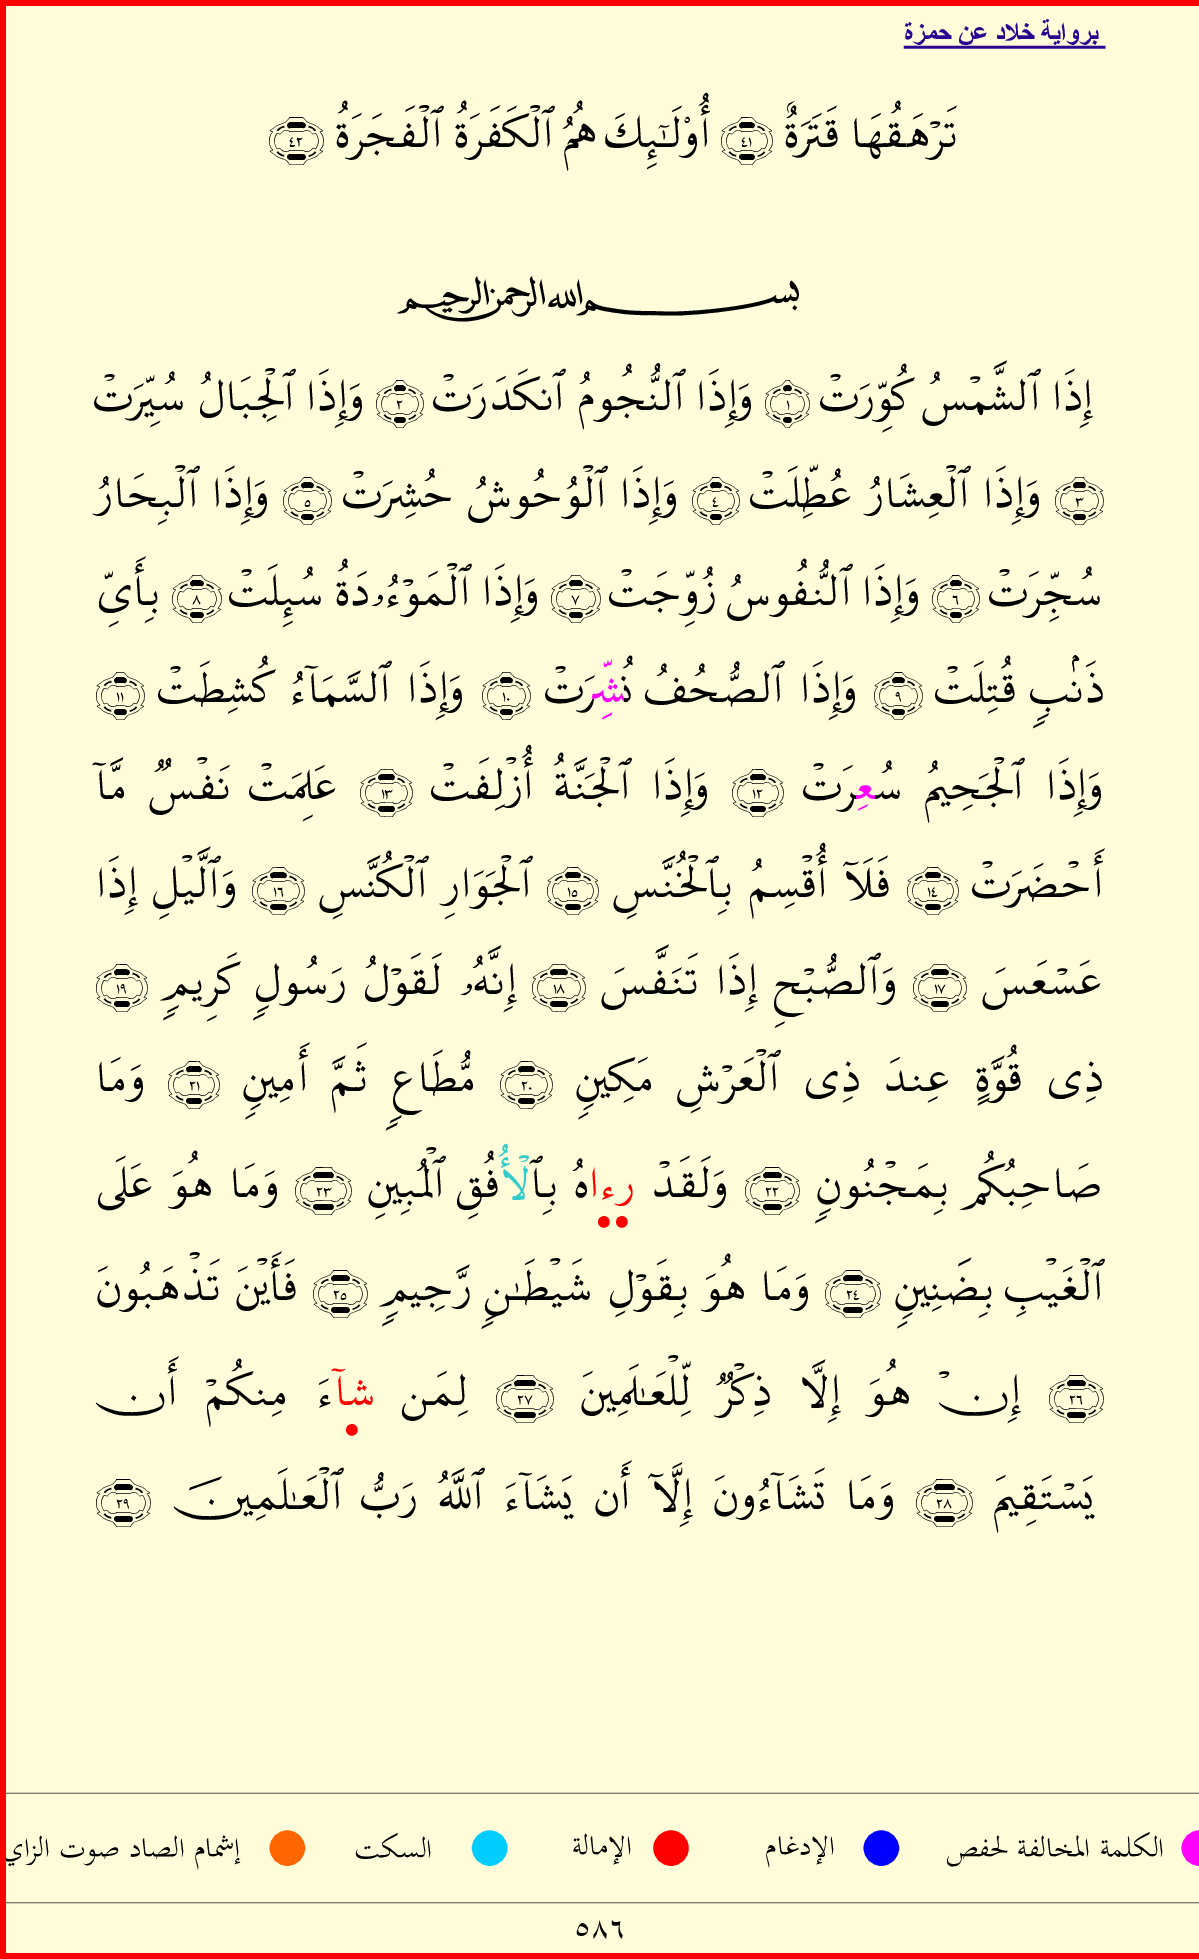 برواية خلاد عن حمزة
تَرْهَقُهَا قَتَرَةٌ ٤١ أُوْلَـٰٓئِكَ هُمُ ٱلْكَفَرَةُ ٱلْفَجَرَةُ ٤٢
بسم الله الرحمن الرحيم
إِذَا ٱلشَّمْسُ كُوِّرَتْ ١ وَإِذَا ٱلنُّجُومُ ٱنكَدَرَتْ ٢ وَإِذَا ٱلْجِبَالُ سُيِّرَتْ
٣ وَإِذَا ٱلْعِشَارُ عُطِّلَتْ ٤ وَإِذَا ٱلْوُحُوشُ حُشِرَتْ ٥ وَإِذَا ٱلْبِحَارُ
سُجِّرَتْ ٦ وَإِذَا ٱلنُّفُوسُ زُوِّجَتْ ٧ وَإِذَا ٱلْمَوْءُۥدَةُ سُئِلَتْ ٨ بِأَىِّ
ذَنۢبٍ قُتِلَتْ ٩ وَإِذَا ٱلصُّحُفُ نُشِّرَتْ ١٠ وَإِذَا ٱلسَّمَآءُ كُشِطَتْ ١١
وَإِذَا ٱلْجَحِيمُ سُعِرَتْ ١٢ وَإِذَا ٱلْجَنَّةُ أُزْلِفَتْ ١٣ عَلِمَتْ نَفْسٌ مَّآ
أَحْضَرَتْ ١٤ فَلَآ أُقْسِمُ بِٱلْخُنَّسِ ١٥ ٱلْجَوَارِ ٱلْكُنَّسِ ١٦ وَٱلَّيْلِ إِذَا
عَسْعَسَ ١٧ وَٱلصُّبْحِ إِذَا تَنَفَّسَ ١٨ إِنَّهُۥ لَقَوْلُ رَسُولٍ كَرِيمٍ ١٩
ذِى قُوَّةٍ عِندَ ذِى ٱلْعَرْشِ مَكِينٍ ٢٠ مُّطَاعٍ ثَمَّ أَمِينٍ ٢١ وَمَا
صَاحِبُكُم بِمَجْنُونٍ ٢٢ وَلَقَدْ رءاهُ بِٱلْأُفُقِ ٱلْمُبِينِ ٢٣ وَمَا هُوَ عَلَى
ٱلْغَيْبِ بِضَنِينٍ ٢٤ وَمَا هُوَ بِقَوْلِ شَيْطَـٰنٍ رَّجِيمٍ ٢٥ فَأَيْنَ تَذْهَبُونَ
٢٦ إِنْ هُوَ إِلَّا ذِكْرٌ لِّلْعَـٰلَمِينَ ٢٧ لِمَن شآءَ مِنكُمْ أَن
يَسْتَقِيمَ ٢٨ وَمَا تَشَآءُونَ إِلَّآ أَن يَشَآءَ ٱللَّهُ رَبُّ ٱلْعَـٰلَمِينَ ٢٩
الكلمة المخالفة لحفص الإدغام الإمالة السكت إشمام الصاد صوت الزاي
٥٨٦